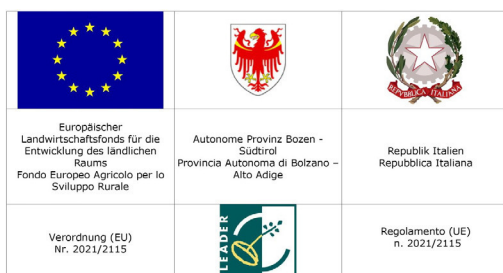 REPVBBLICA ITALIANA
Europäischer
Landwirtschaftsfonds für die
Entwicklung des ländlichen
Raums
Fondo Europeo Agricolo per lo
Sviluppo Rurale
Autonome Provinz Bozen -
Südtirol
Provincia Autonoma di Bolzano –
Alto Adige
Republik Italien
Repubblica Italiana
Verordnung (EU)
Nr. 2021/2115
LEADER
Regolamento (UE)
n. 2021/2115